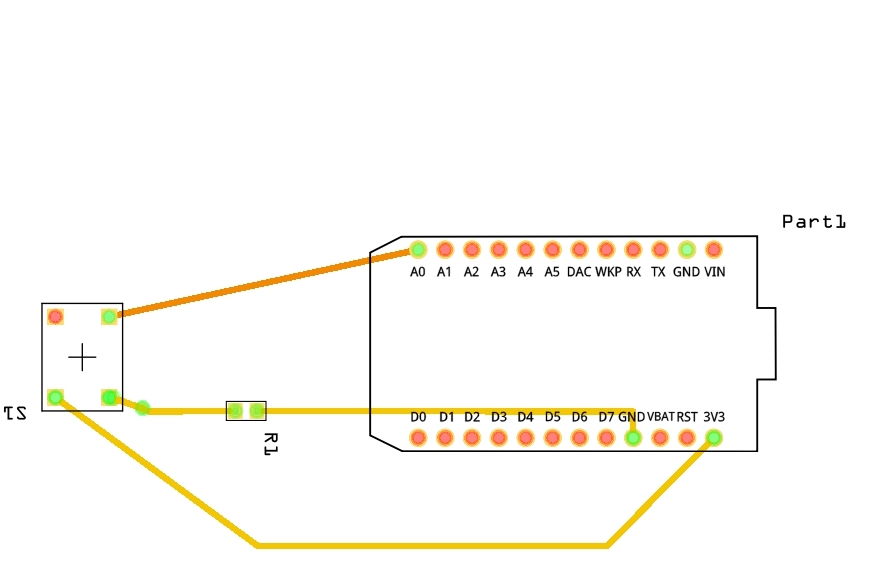 Part1
A0 A1 A2 A3 A4 A5 DAC WKP RX TX GND VIN
D0 D1 D2 D3 D4 D5 D6 D7 GND VBAT RST 3V3
S1
R1